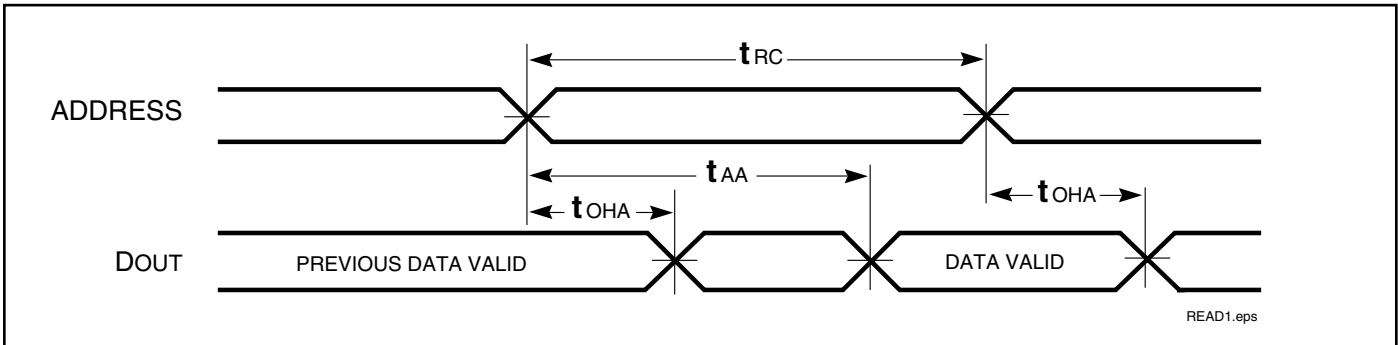 tRC
ADDRESS
tAA
tOHA
tOHA
DOUT
PREVIOUS DATA VALID
DATA VALID
READ1.eps